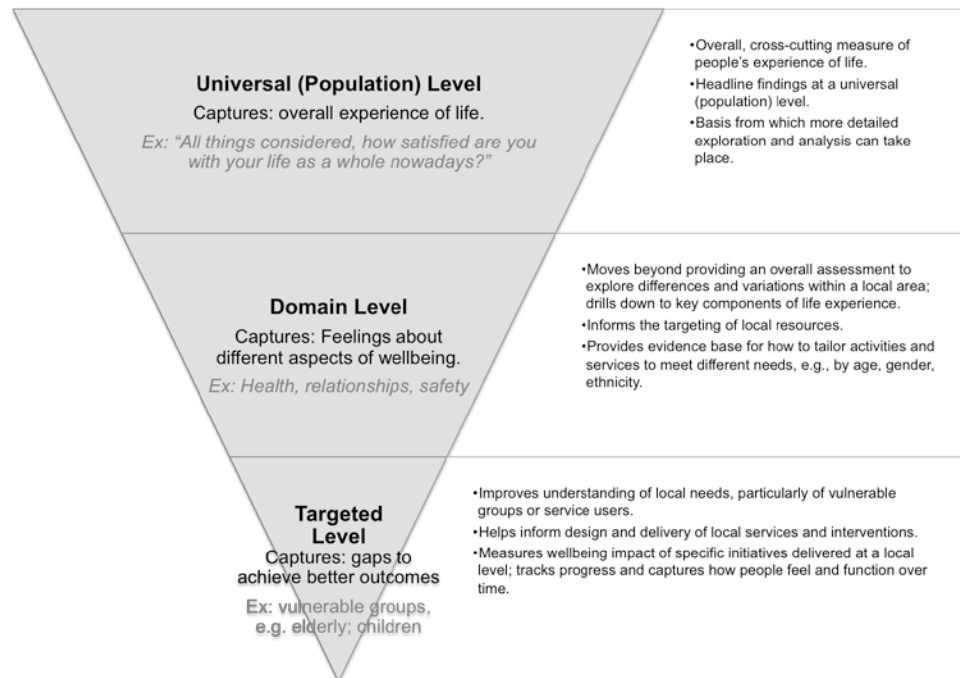 Universal (Population) Level
Captures: overall experience of life.
Ex: “All things considered, how satisfied are you
with your life as a whole nowadays?”
•Overall, cross-cutting measure of
people’s experience of life.
•Headline findings at a universal
(population) level.
•Basis from which more detailed
exploration and analysis can take
place.
Domain Level
Captures: Feelings about
different aspects of wellbeing.
Ex: Health, relationships, safety
•Moves beyond providing an overall assessment to
explore differences and variations within a local area;
drills down to key components of life experience.
•Informs the targeting of local resources.
•Provides evidence base for how to tailor activities and
services to meet different needs, e.g., by age, gender,
ethnicity.
Targeted
Level
Captures: gaps to
achieve better outcomes
Ex: vulnerable groups,
e.g. elderly; children
•Improves understanding of local needs, particularly of vulnerable
groups or service users.
•Helps inform design and delivery of local services and interventions.
•Measures wellbeing impact of specific initiatives delivered at a local
level; tracks progress and captures how people feel and function over
time.